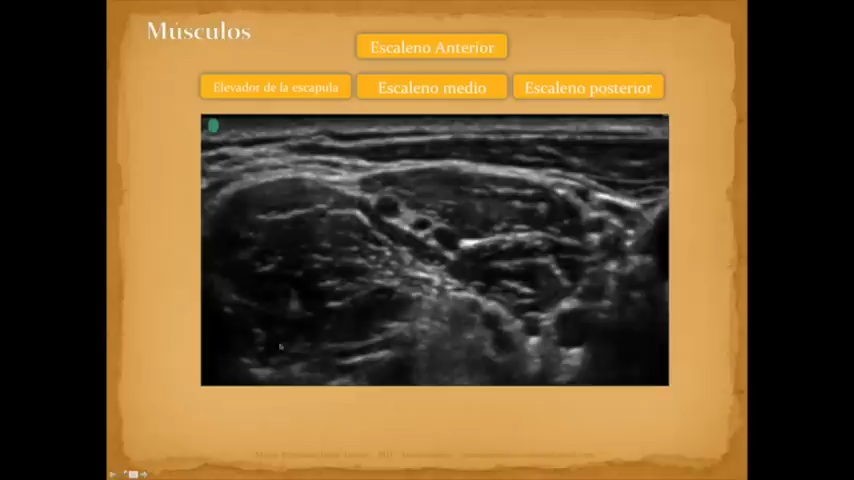 Músculos
Escaleno Anterior
Elevador de la escapula
Escaleno medio
Escaleno posterior